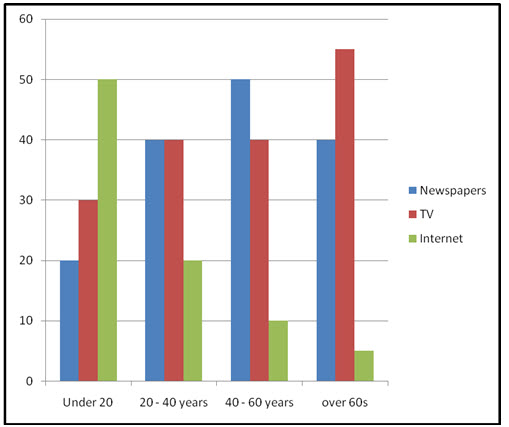 60
50
40
30
20
10
0
Under 20
20 - 40 years
40 - 60 years
over 60s
Newspapers
TV
Internet